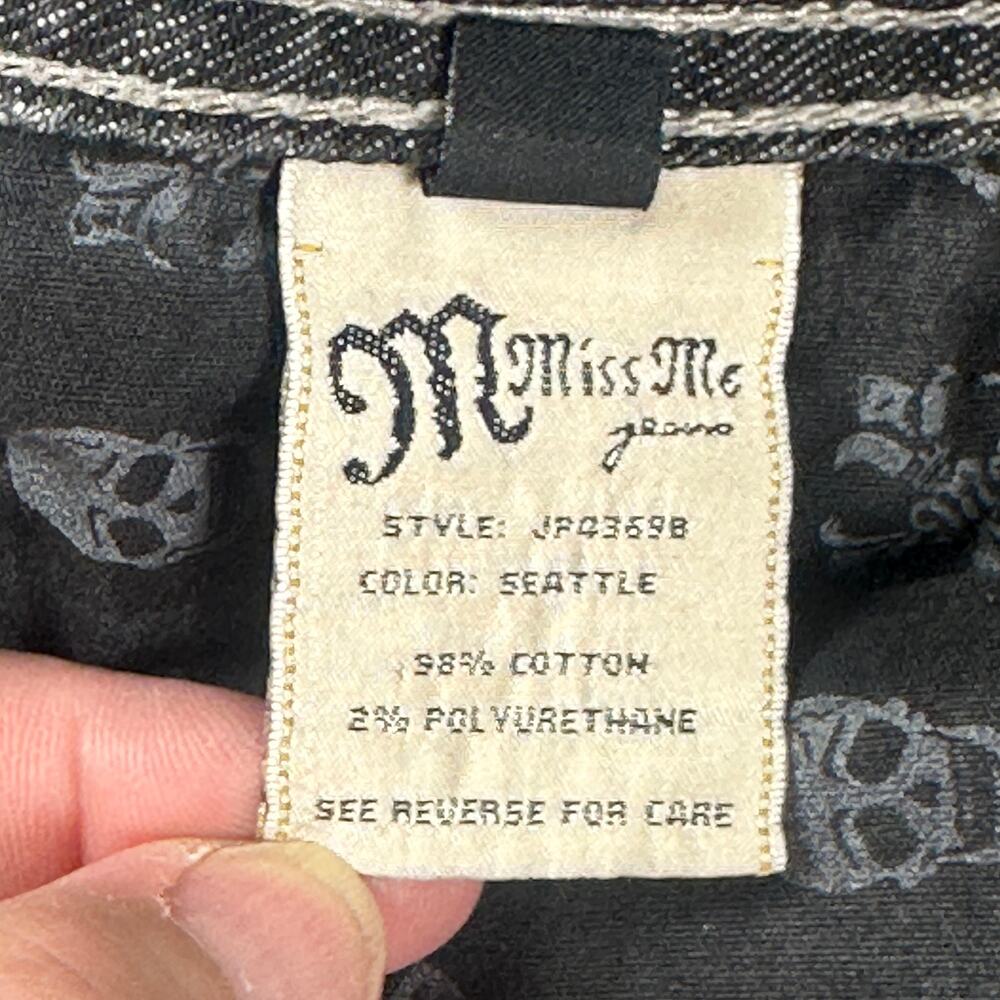 M Miss Me
jeans
STYLE: JP4369B
COLOR: SEATTLE
98% COTTON
2% POLYURETHANE
SEE REVERSE FOR CARE